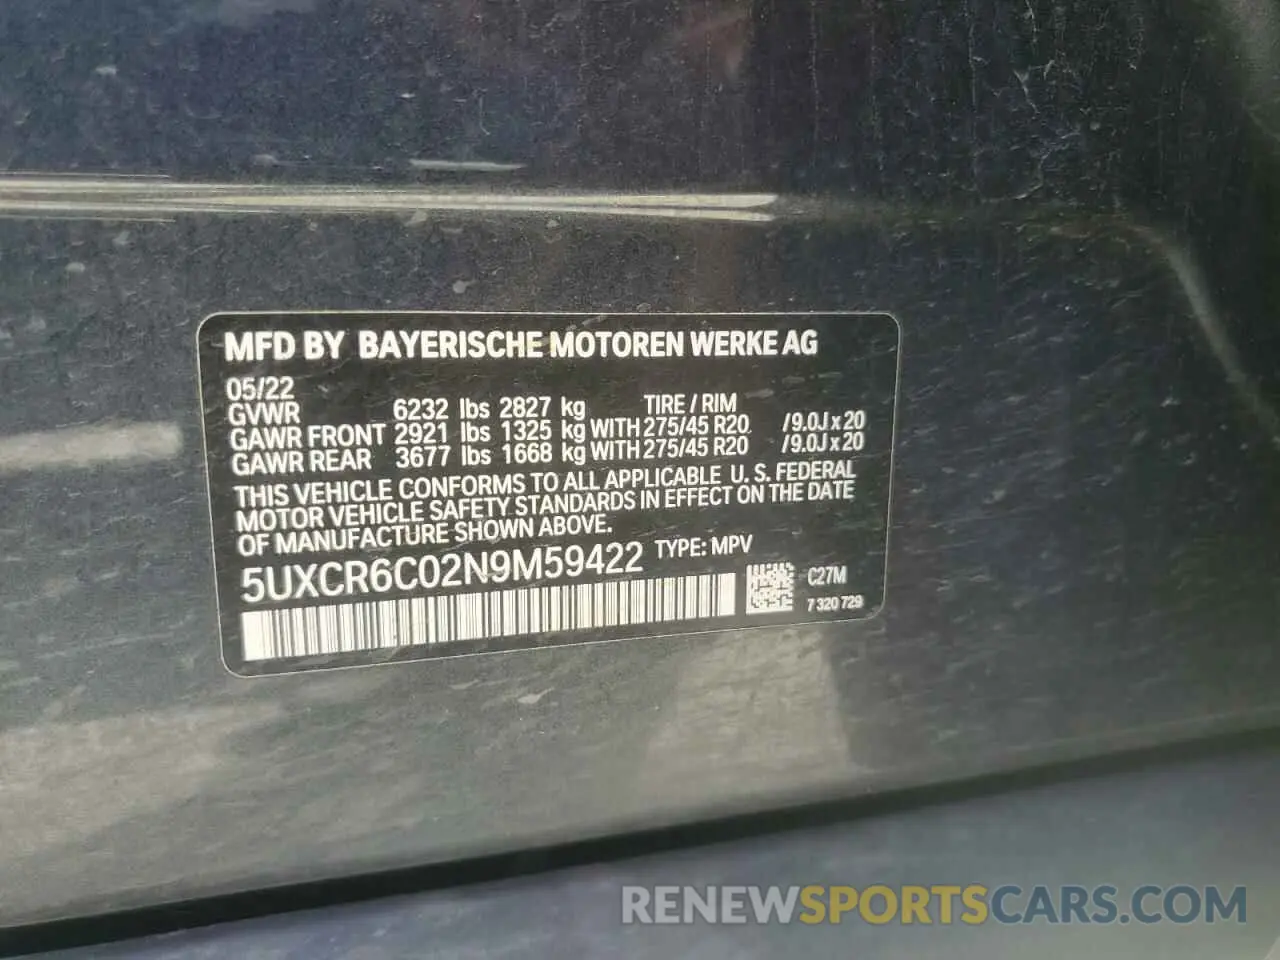 MFD BY BAYERISCHE MOTOREN WERKE AG
05/22
GVWR 6232 lbs 2827 kg TIRE / RIM
GAWR FRONT 2921 lbs 1325 kg WITH 275/45 R20 /9.0J x 20
GAWR REAR 3677 lbs 1668 kg WITH 275/45 R20 /9.0J x 20
THIS VEHICLE CONFORMS TO ALL APPLICABLE U. S. FEDERAL
MOTOR VEHICLE SAFETY STANDARDS IN EFFECT ON THE DATE
OF MANUFACTURE SHOWN ABOVE.
5UXCR6C02N9M59422 TYPE: MPV
C27M
7 320 729
RENEWSPORTSCARS.COM